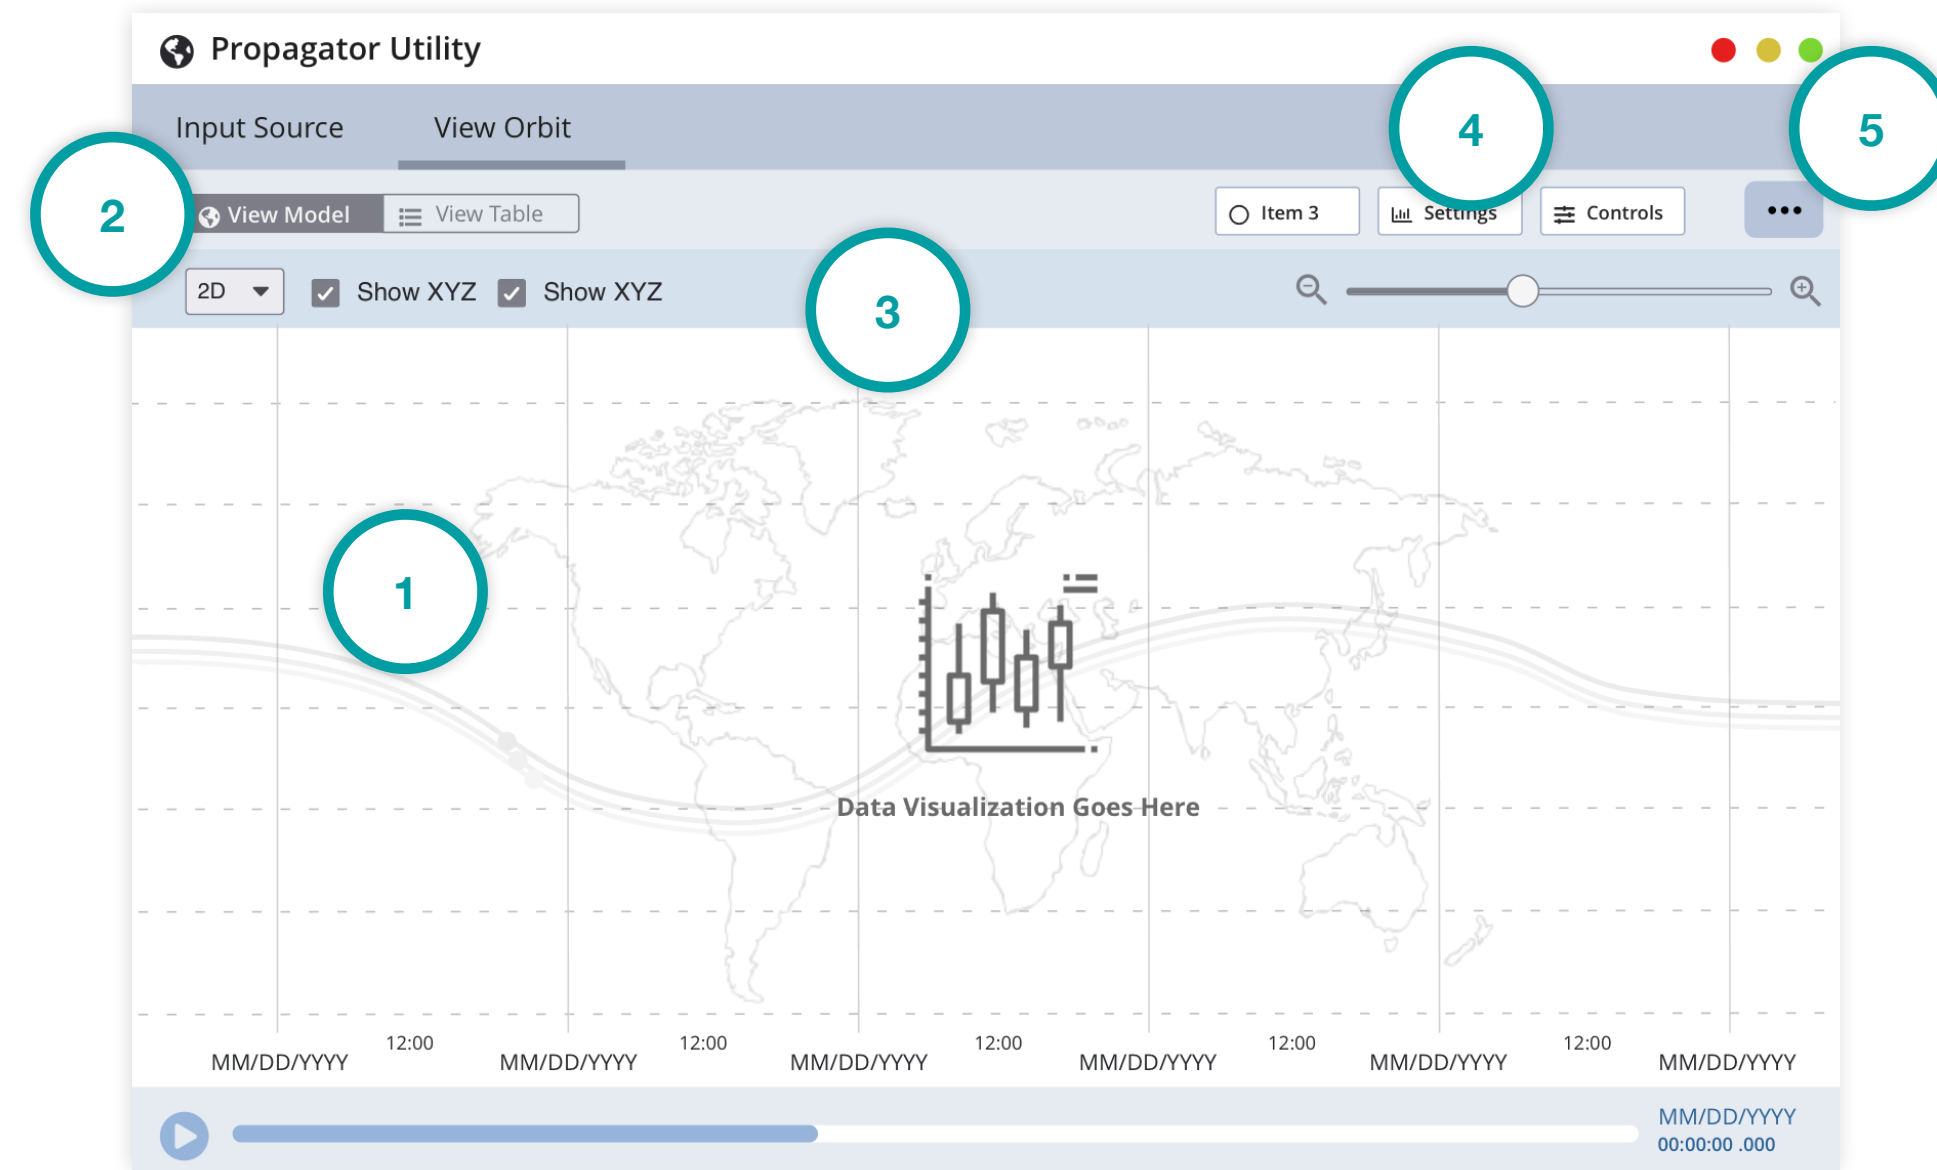 Propagator Utility
Input Source View Orbit
4
5
2
View Model View Table Item 3 Settings Controls
2D Show XYZ Show XYZ
3
1
Data Visualization Goes Here
12:00 12:00 12:00 12:00 12:00
MM/DD/YYYY MM/DD/YYYY MM/DD/YYYY MM/DD/YYYY MM/DD/YYYY MM/DD/YYYY
MM/DD/YYYY
00:00:00 .000